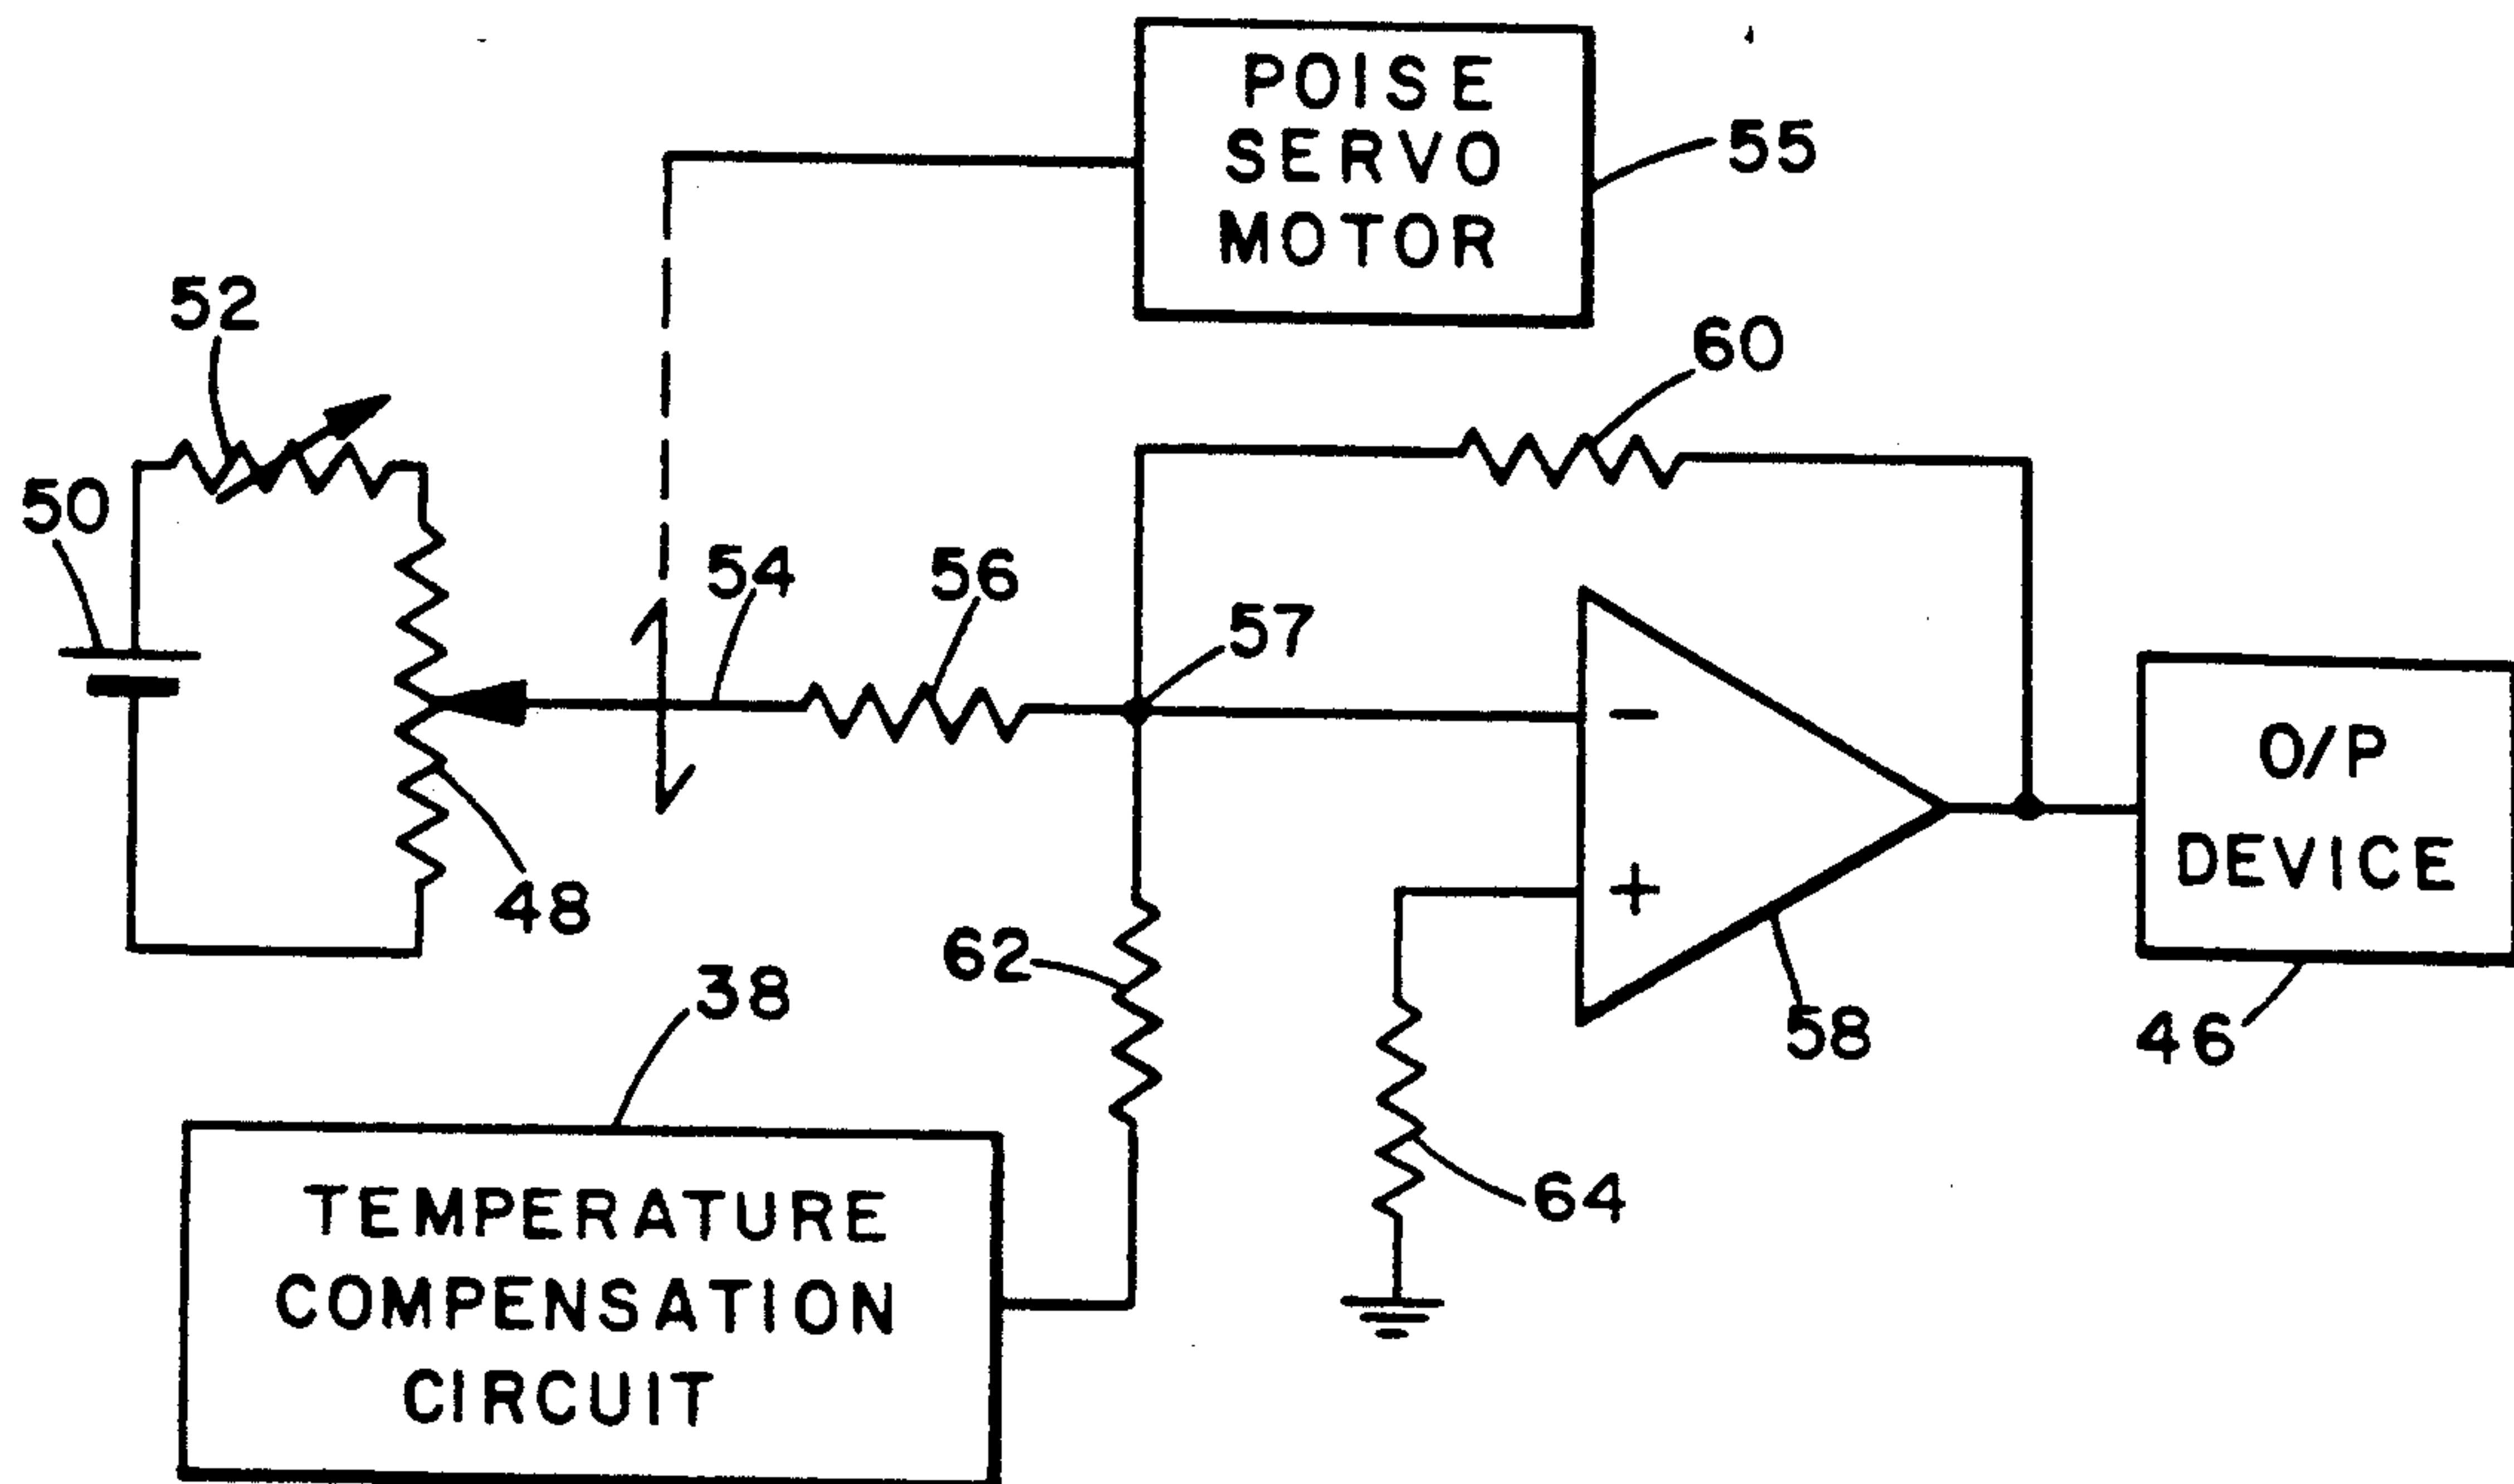 POISE
SERVO
MOTOR
55
52
60
50
54
56
57
−
O/P
DEVICE
+
48
62
38
58
46
64
TEMPERATURE
COMPENSATION
CIRCUIT